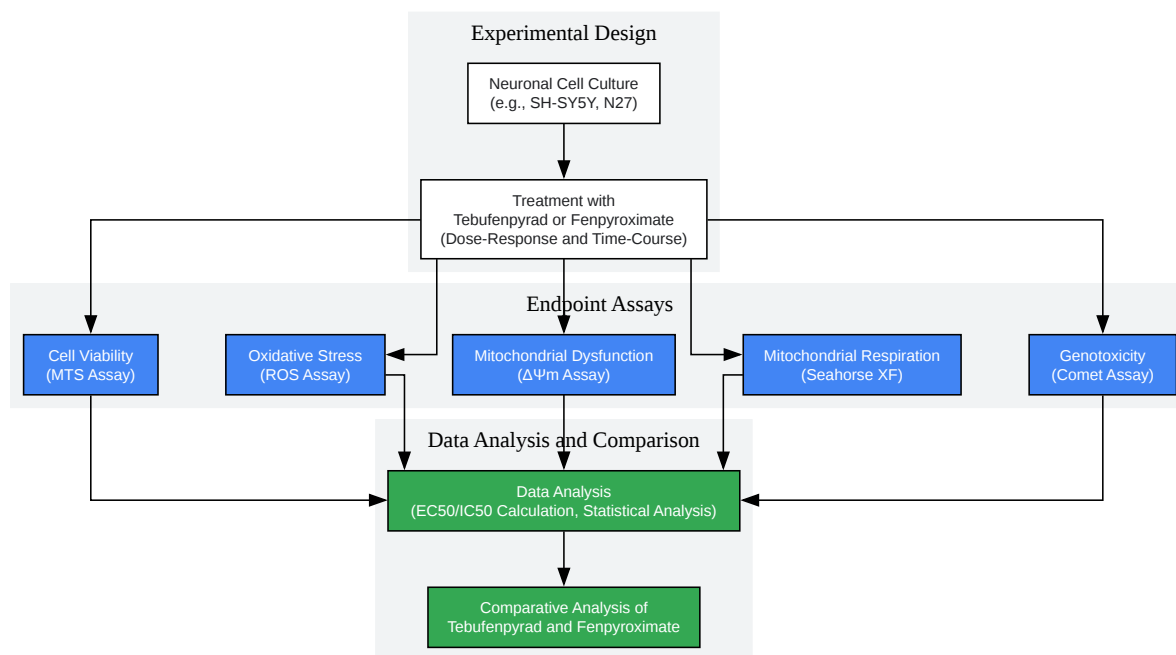 Experimental Design
Neuronal Cell Culture
(e.g., SH-SY5Y, N27)
Treatment with
Tebufenpyrad or Fenpyroximate
(Dose-Response and Time-Course)
Endpoint Assays
Cell Viability
(MTS Assay)
Oxidative Stress
(ROS Assay)
Mitochondrial Dysfunction
(ΔΨm Assay)
Mitochondrial Respiration
(Seahorse XF)
Genotoxicity
(Comet Assay)
Data Analysis and Comparison
Data Analysis
(EC50/IC50 Calculation, Statistical Analysis)
Comparative Analysis of
Tebufenpyrad and Fenpyroximate